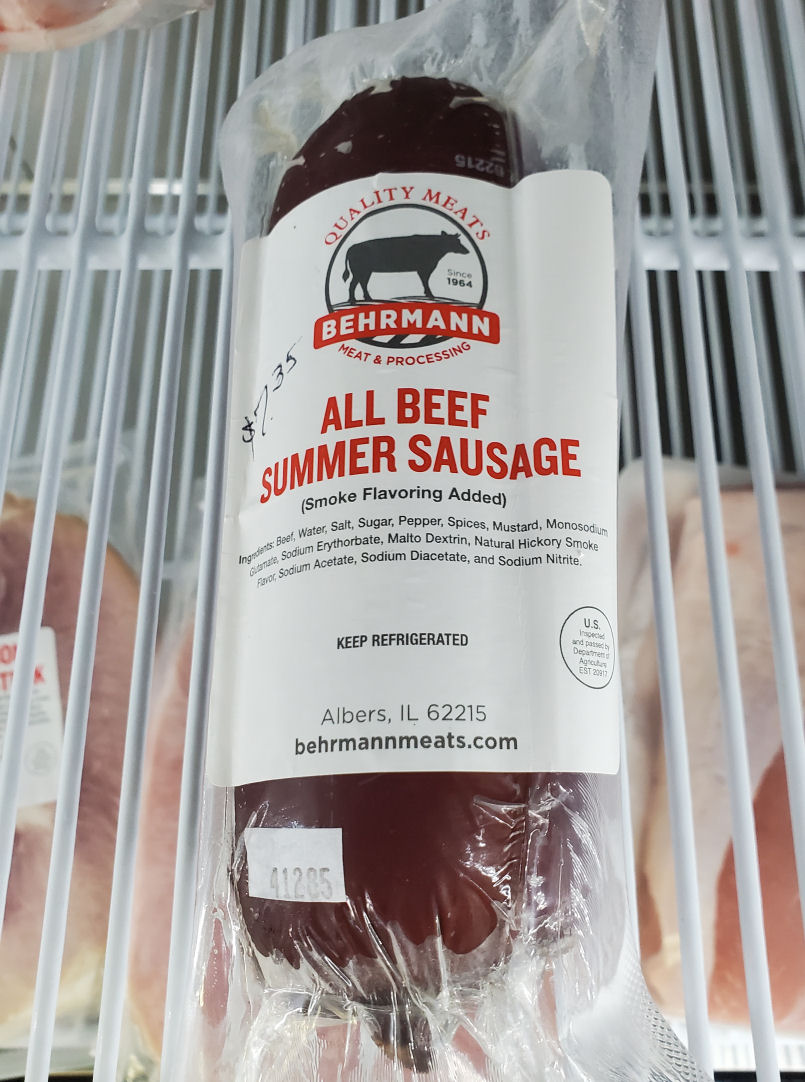 62215
QUALITY MEATS
Since
1964
BEHRMANN
MEAT & PROCESSING
$7.35
ALL BEEF
SUMMER SAUSAGE
(Smoke Flavoring Added)
Ingredients: Beef, Water, Salt, Sugar, Pepper, Spices, Mustard, Monosodium
Glutamate, Sodium Erythorbate, Malto Dextrin, Natural Hickory Smoke
Flavor, Sodium Acetate, Sodium Diacetate, and Sodium Nitrite.
KEEP REFRIGERATED
U.S.
Inspected
and passed by
Department of
Agriculture
EST 20917
Albers, IL 62215
behrmannmeats.com
41285